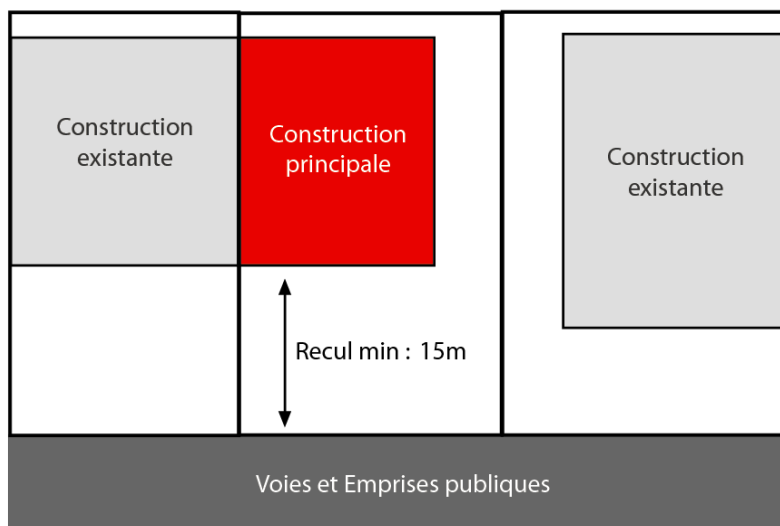 Construction
existante
Construction
principale
Construction
existante
Recul min : 15m
Voies et Emprises publiques